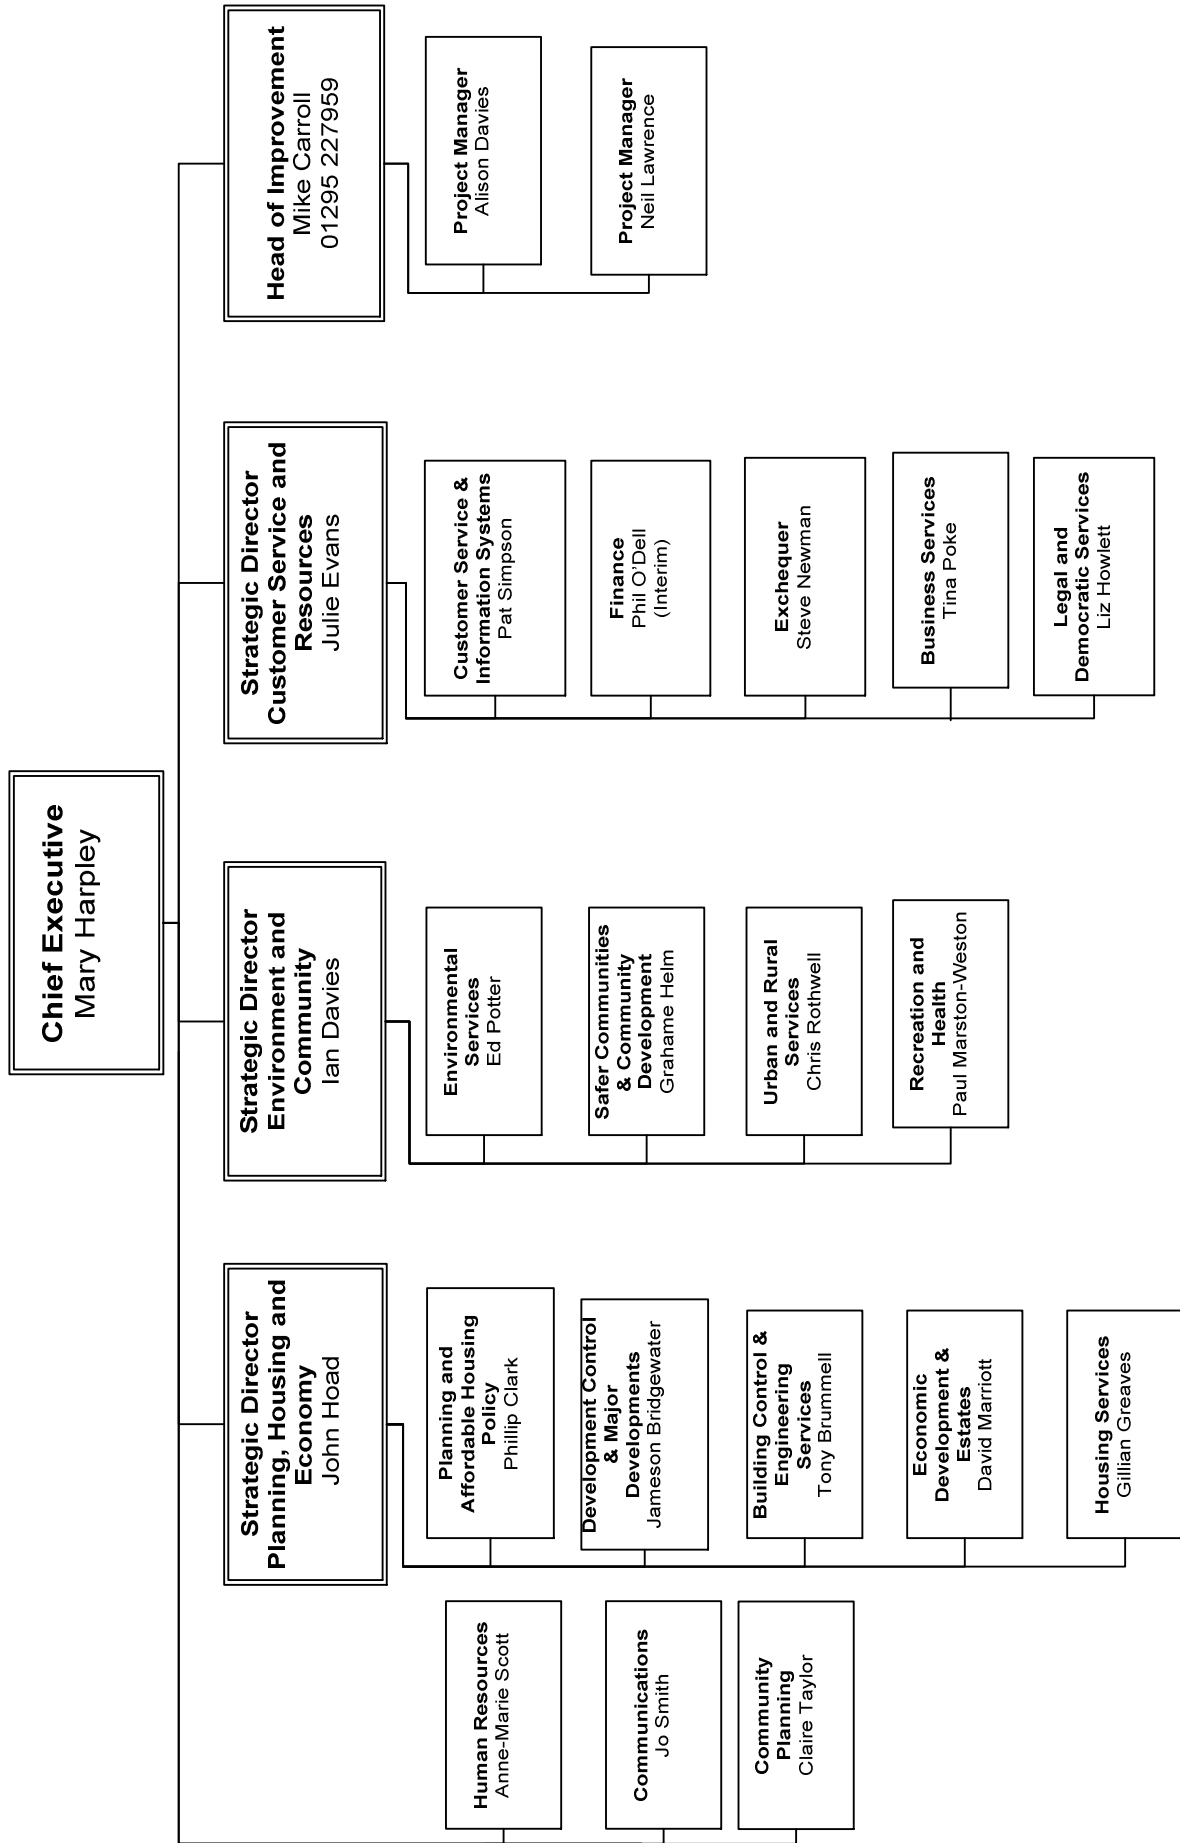 Chief Executive
Mary Harpley
Strategic Director
Planning, Housing and
Economy
John Hoad
Strategic Director
Environment and
Community
Ian Davies
Strategic Director
Customer Service and
Resources
Julie Evans
Head of Improvement
Mike Carroll
01295 227959
Human Resources
Anne-Marie Scott
Communications
Jo Smith
Community
Planning
Claire Taylor
Planning and
Affordable Housing
Policy
Phillip Clark
Development Control
& Major
Developments
Jameson Bridgewater
Building Control &
Engineering
Services
Tony Brummell
Economic
Development &
Estates
David Marriott
Housing Services
Gillian Greaves
Environmental
Services
Ed Potter
Safer Communities
& Community
Development
Grahame Helm
Urban and Rural
Services
Chris Rothwell
Recreation and
Health
Paul Marston-Weston
Customer Service &
Information Systems
Pat Simpson
Finance
Phil O’Dell
(Interim)
Exchequer
Steve Newman
Business Services
Tina Poke
Legal and
Democratic Services
Liz Howlett
Project Manager
Alison Davies
Project Manager
Neil Lawrence